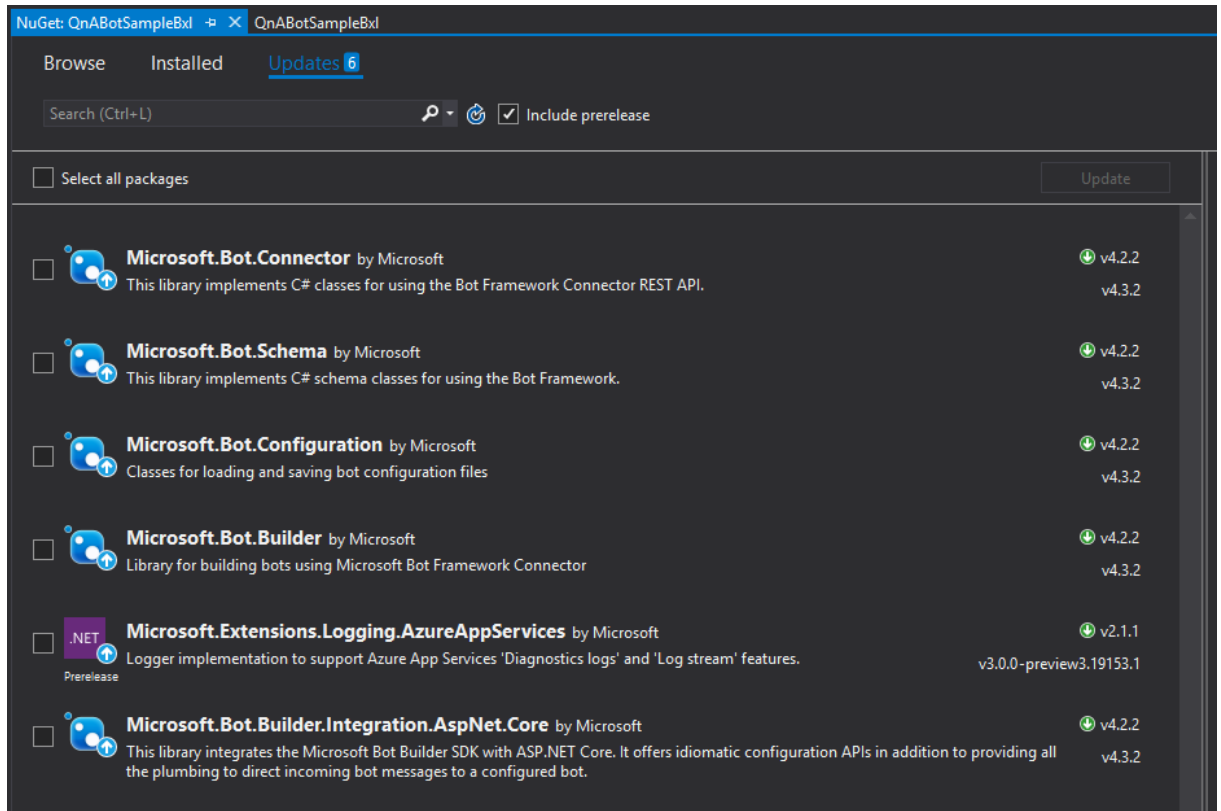 NuGet: QnABotSampleBxl QnABotSampleBxl
Browse Installed Updates 6
Search (Ctrl+L) Include prerelease
Select all packages Update
Microsoft.Bot.Connector by Microsoft v4.2.2
This library implements C# classes for using the Bot Framework Connector REST API. v4.3.2
Microsoft.Bot.Schema by Microsoft v4.2.2
This library implements C# schema classes for using the Bot Framework. v4.3.2
Microsoft.Bot.Configuration by Microsoft v4.2.2
Classes for loading and saving bot configuration files v4.3.2
Microsoft.Bot.Builder by Microsoft v4.2.2
Library for building bots using Microsoft Bot Framework Connector v4.3.2
.NET Microsoft.Extensions.Logging.AzureAppServices by Microsoft v2.1.1
Logger implementation to support Azure App Services 'Diagnostics logs' and 'Log stream' features. v3.0.0-preview3.19153.1
Prerelease
Microsoft.Bot.Builder.Integration.AspNet.Core by Microsoft v4.2.2
This library integrates the Microsoft Bot Builder SDK with ASP.NET Core. It offers idiomatic configuration APIs in addition to providing all v4.3.2
the plumbing to direct incoming bot messages to a configured bot.